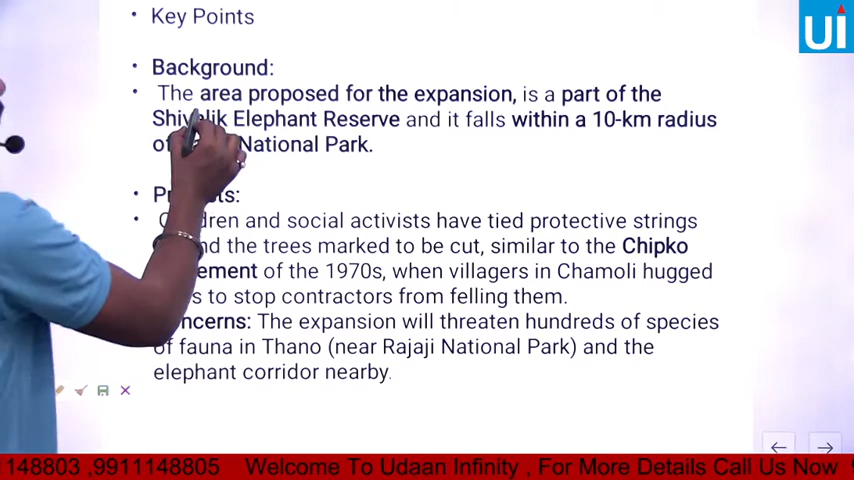 • Key Points
UI
• Background:
• The area proposed for the expansion, is a part of the
Shivalik Elephant Reserve and it falls within a 10-km radius
of National Park.
• Protests:
• Children and social activists have tied protective strings
the trees marked to be cut, similar to the Chipko
of the 1970s, when villagers in Chamoli hugged
to stop contractors from felling them.
Concerns: The expansion will threaten hundreds of species
of fauna in Thano (near Rajaji National Park) and the
elephant corridor nearby.
148803 ,9911148805 Welcome To Udaan Infinity , For More Details Call Us Now